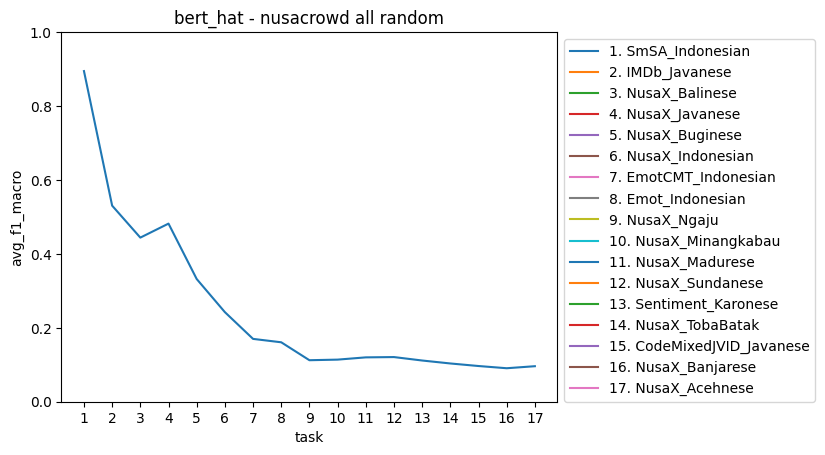 bert_hat - nusacrowd all random
1.0
0.8
0.6
0.4
0.2
0.0
avg_f1_macro
1 2 3 4 5 6 7 8 9 10 11 12 13 14 15 16 17
task
1. SmSA_Indonesian
2. IMDb_Javanese
3. NusaX_Balinese
4. NusaX_Javanese
5. NusaX_Buginese
6. NusaX_Indonesian
7. EmotCMT_Indonesian
8. Emot_Indonesian
9. NusaX_Ngaju
10. NusaX_Minangkabau
11. NusaX_Madurese
12. NusaX_Sundanese
13. Sentiment_Karonese
14. NusaX_TobaBatak
15. CodeMixedJVID_Javanese
16. NusaX_Banjarese
17. NusaX_Acehnese